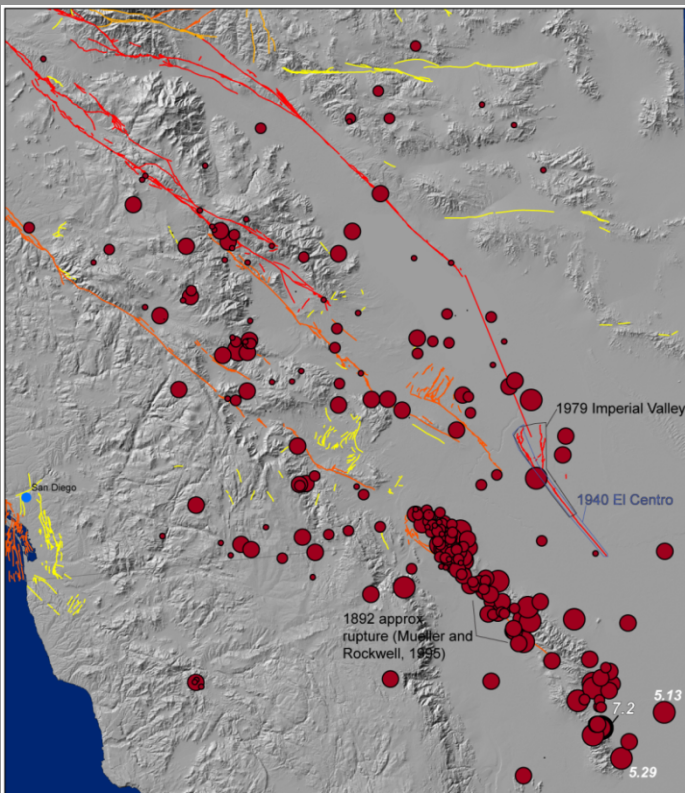 1979 Imperial Valley
San Diego
1940 El Centro
1892 approx
rupture (Mueller and
Rockwell, 1995)
5.13
7.2
5.29